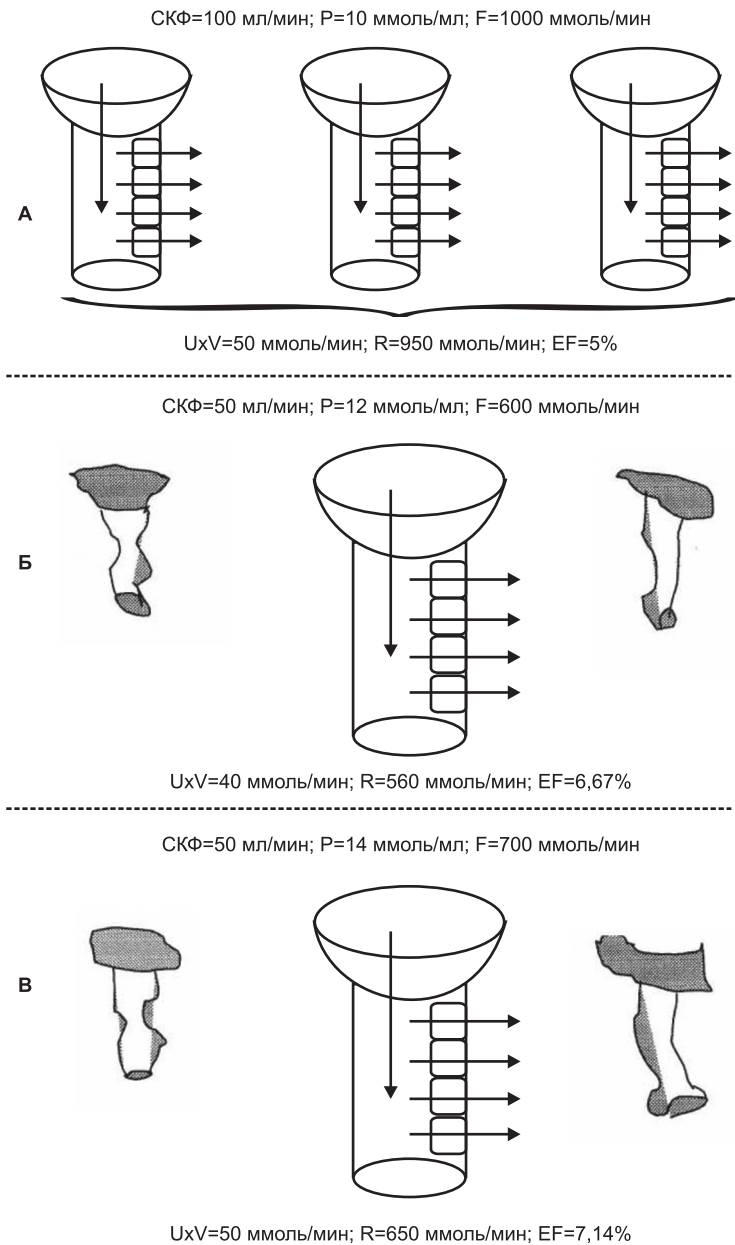 СКФ=100 мл/мин; P=10 ммоль/мл; F=1000 ммоль/мин
А
UxV=50 ммоль/мин; R=950 ммоль/мин; EF=5%
СКФ=50 мл/мин; P=12 ммоль/мл; F=600 ммоль/мин
Б
UxV=40 ммоль/мин; R=560 ммоль/мин; EF=6,67%
СКФ=50 мл/мин; P=14 ммоль/мл; F=700 ммоль/мин
В
UxV=50 ммоль/мин; R=650 ммоль/мин; EF=7,14%